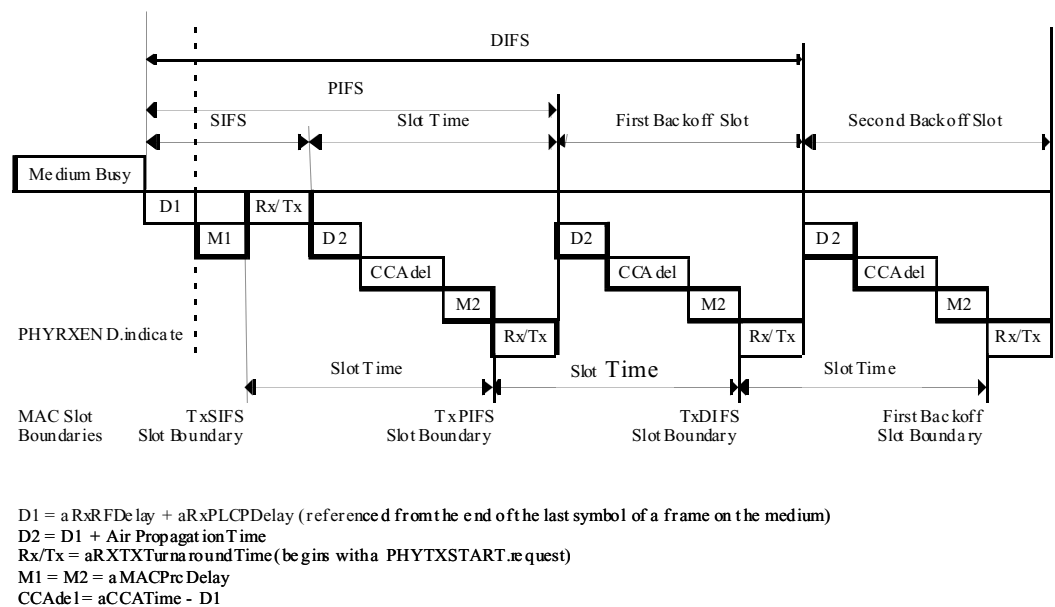 DIFS
PIFS
SIFS Slot Time First Backoff Slot Second Backoff Slot
Medium Busy
D1 Rx/Tx
M1 D2 D2 D2
CCAdel CCAdel CCAdel
M2 M2 M2
PHYRXEND.indicate Rx/Tx Rx/Tx Rx/Tx
Slot Time Slot Time Slot Time
MAC Slot TxSIFS TxPIFS TxDIFS First Backoff
Boundaries Slot Boundary Slot Boundary Slot Boundary Slot Boundary
D1 = aRxRFDelay + aRxPLCPDelay (referenced from the end of the last symbol of a frame on the medium)
D2 = D1 + Air Propagation Time
Rx/Tx = aRXTXTurnaroundTime (begins with a PHYTXSTART.request)
M1 = M2 = aMACPrcDelay
CCAdel = aCCATime - D1